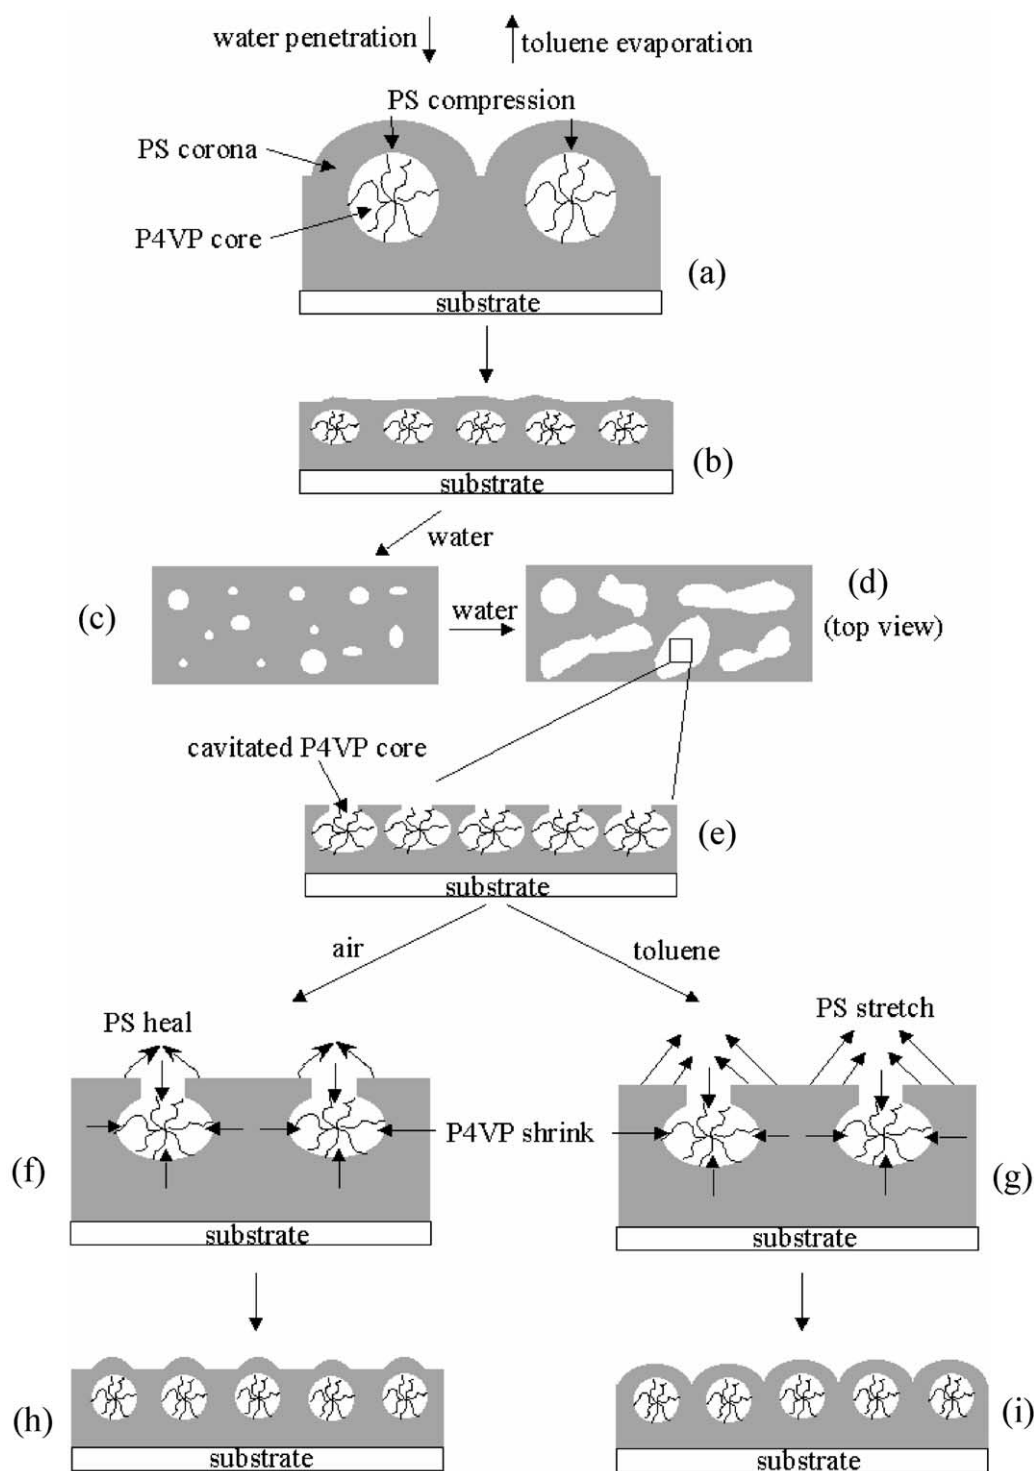 water penetration
toluene evaporation
PS compression
PS corona
P4VP core
(a)
substrate
(b)
substrate
water
(c)
water
(d)
(top view)
cavitated P4VP core
(e)
substrate
air
toluene
PS heal
PS stretch
P4VP shrink
(f)
(g)
substrate
substrate
(h)
(i)
substrate
substrate